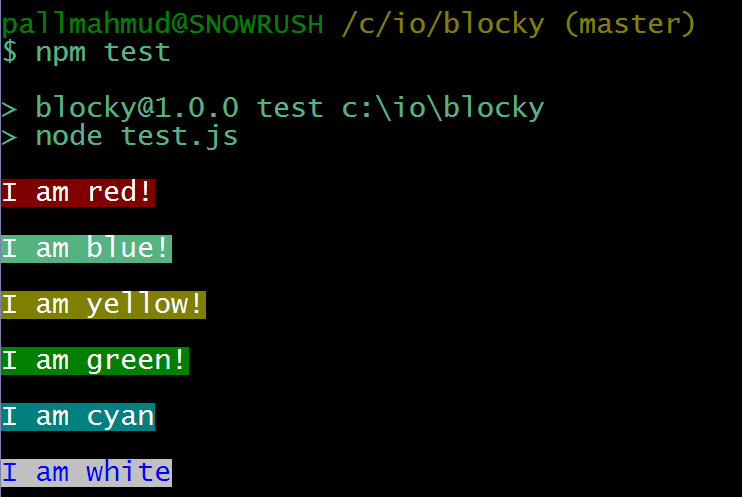 pallmahmud@SNOWRUSH /c/io/blocky (master)
$ npm test
> blocky@1.0.0 test c:\io\blocky
> node test.js
I am red!
I am blue!
I am yellow!
I am green!
I am cyan
I am white